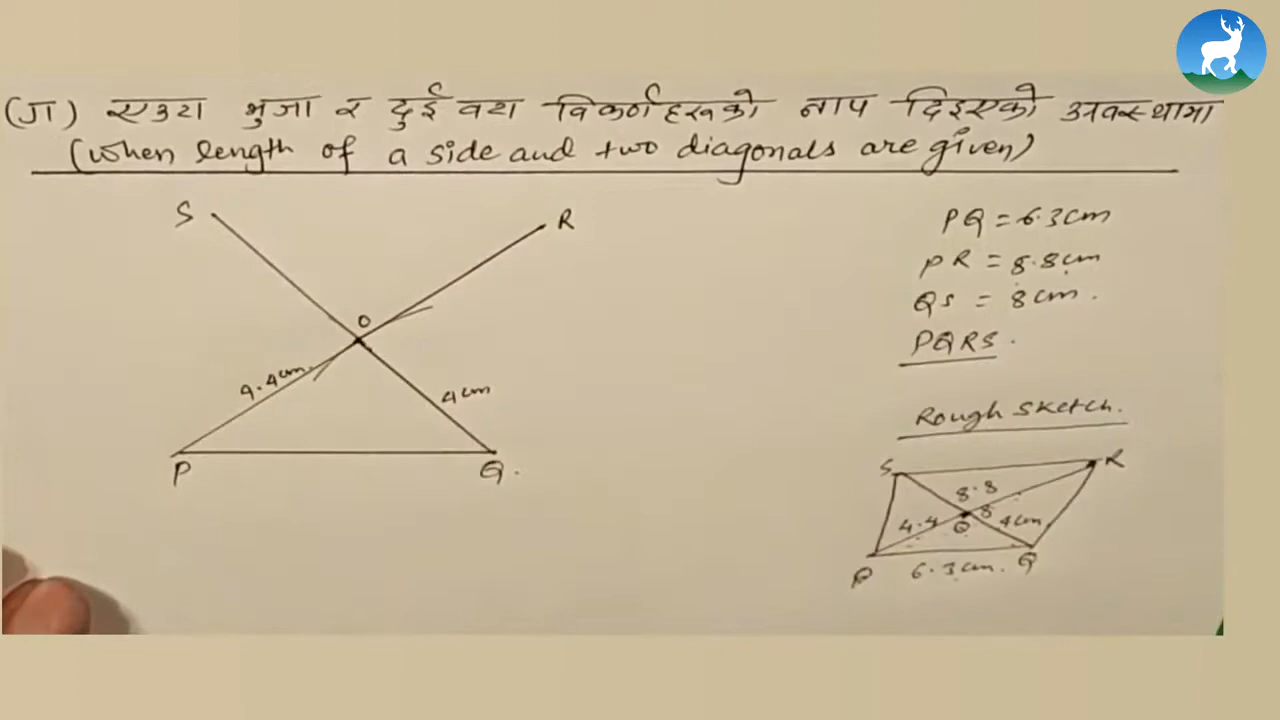 (ग) एउटा भुजा र दुई वटा विकर्णहरूको नाप दिइएको अवस्थामा
(when length of a side and two diagonals are given)
S
R
PQ = 6.3cm
PR = 8.8cm
QS = 8cm.
PQRS.
O
4.4cm.
4cm
P
Q.
Rough Sketch.
S
R
8.8
4.4
O
8
4cm
P
6.3cm.
Q